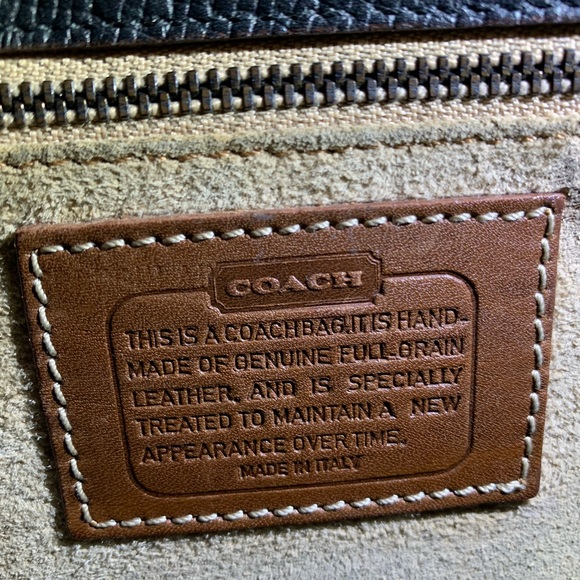 COACH
THIS IS A COACH BAG.IT IS HAND-
MADE OF GENUINE FULL-GRAIN
LEATHER, AND IS SPECIALLY
TREATED TO MAINTAIN A NEW
APPEARANCE OVER TIME.
MADE IN ITALY